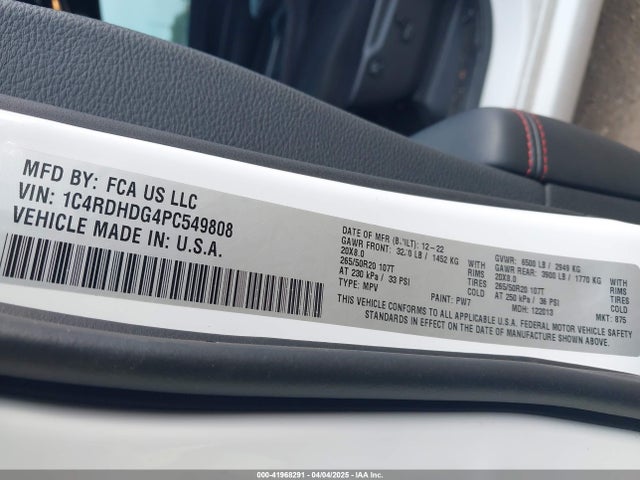 MFD BY: FCA US LLC
VIN: 1C4RDHDG4PC549808
VEHICLE MADE IN: U.S.A.
DATE OF MFR (BUILT): 12-22
GAWR FRONT: LB / 1452 KG WITH
20X8.0 RIMS
265/50R20 107T TIRES
AT 230 kPa / 33 PSI COLD
TYPE: MPV PAINT: PW7
GVWR: 6500 LB / 2949 KG
GAWR REAR: 3900 LB / 1770 KG WITH
20X8.0 RIMS
265/50R20 107T TIRES
AT 250 kPa / 36 PSI COLD
MDH: 122013 MKT: 875
THIS VEHICLE CONFORMS TO ALL APPLICABLE U.S.A. FEDERAL MOTOR VEHICLE SAFETY
STANDARDS IN EFFECT ON THE DATE OF MANUFACTURE SHOWN ABOVE.
000-41968291 - 04/04/2025 - IAA Inc.